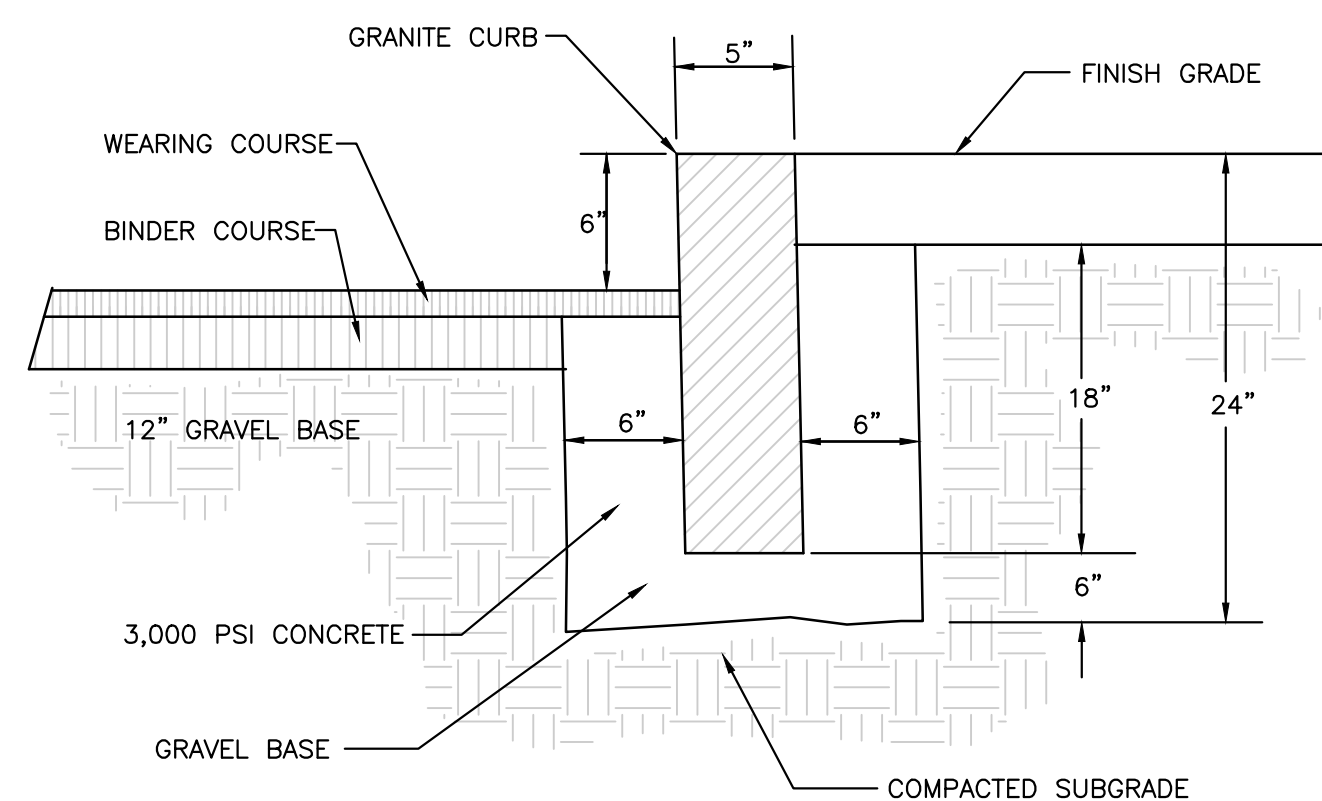 GRANITE CURB
5”
FINISH GRADE
WEARING COURSE
6”
BINDER COURSE
12” GRAVEL BASE
6”
6”
18”
24”
6”
3,000 PSI CONCRETE
GRAVEL BASE
COMPACTED SUBGRADE